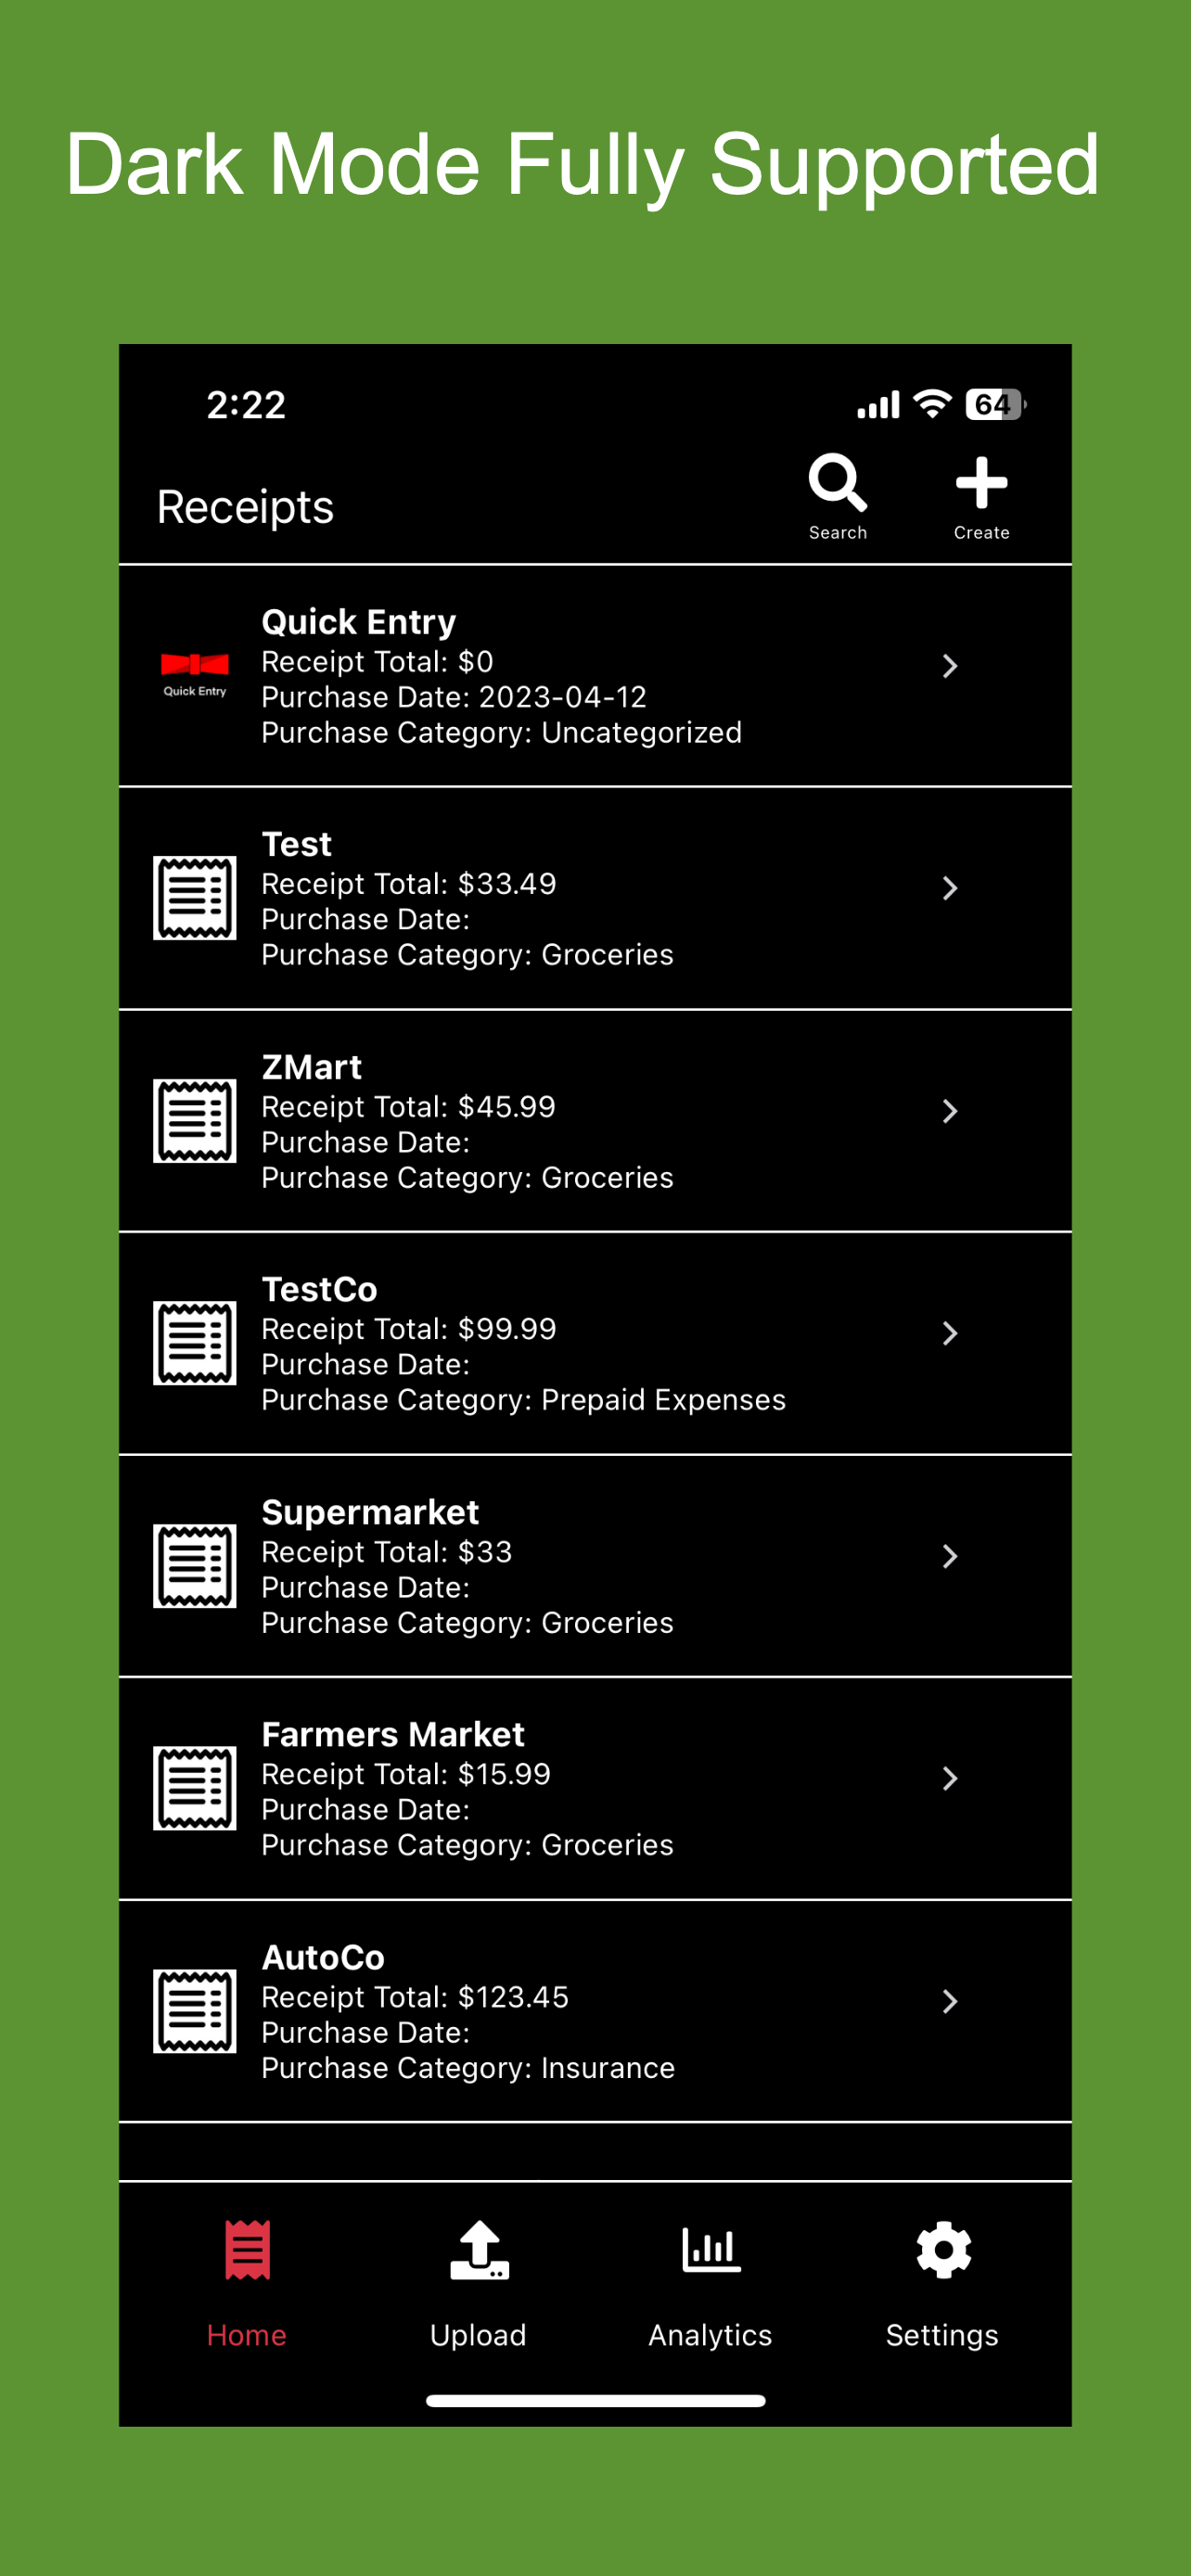 Dark Mode Fully Supported
2:22
64
Receipts
Search
Create
Quick Entry
Receipt Total: $0
Quick Entry
Purchase Date: 2023-04-12
Purchase Category: Uncategorized
Test
Receipt Total: $33.49
Purchase Date:
Purchase Category: Groceries
ZMart
Receipt Total: $45.99
Purchase Date:
Purchase Category: Groceries
TestCo
Receipt Total: $99.99
Purchase Date:
Purchase Category: Prepaid Expenses
Supermarket
Receipt Total: $33
Purchase Date:
Purchase Category: Groceries
Farmers Market
Receipt Total: $15.99
Purchase Date:
Purchase Category: Groceries
AutoCo
Receipt Total: $123.45
Purchase Date:
Purchase Category: Insurance
Home
Upload
Analytics
Settings